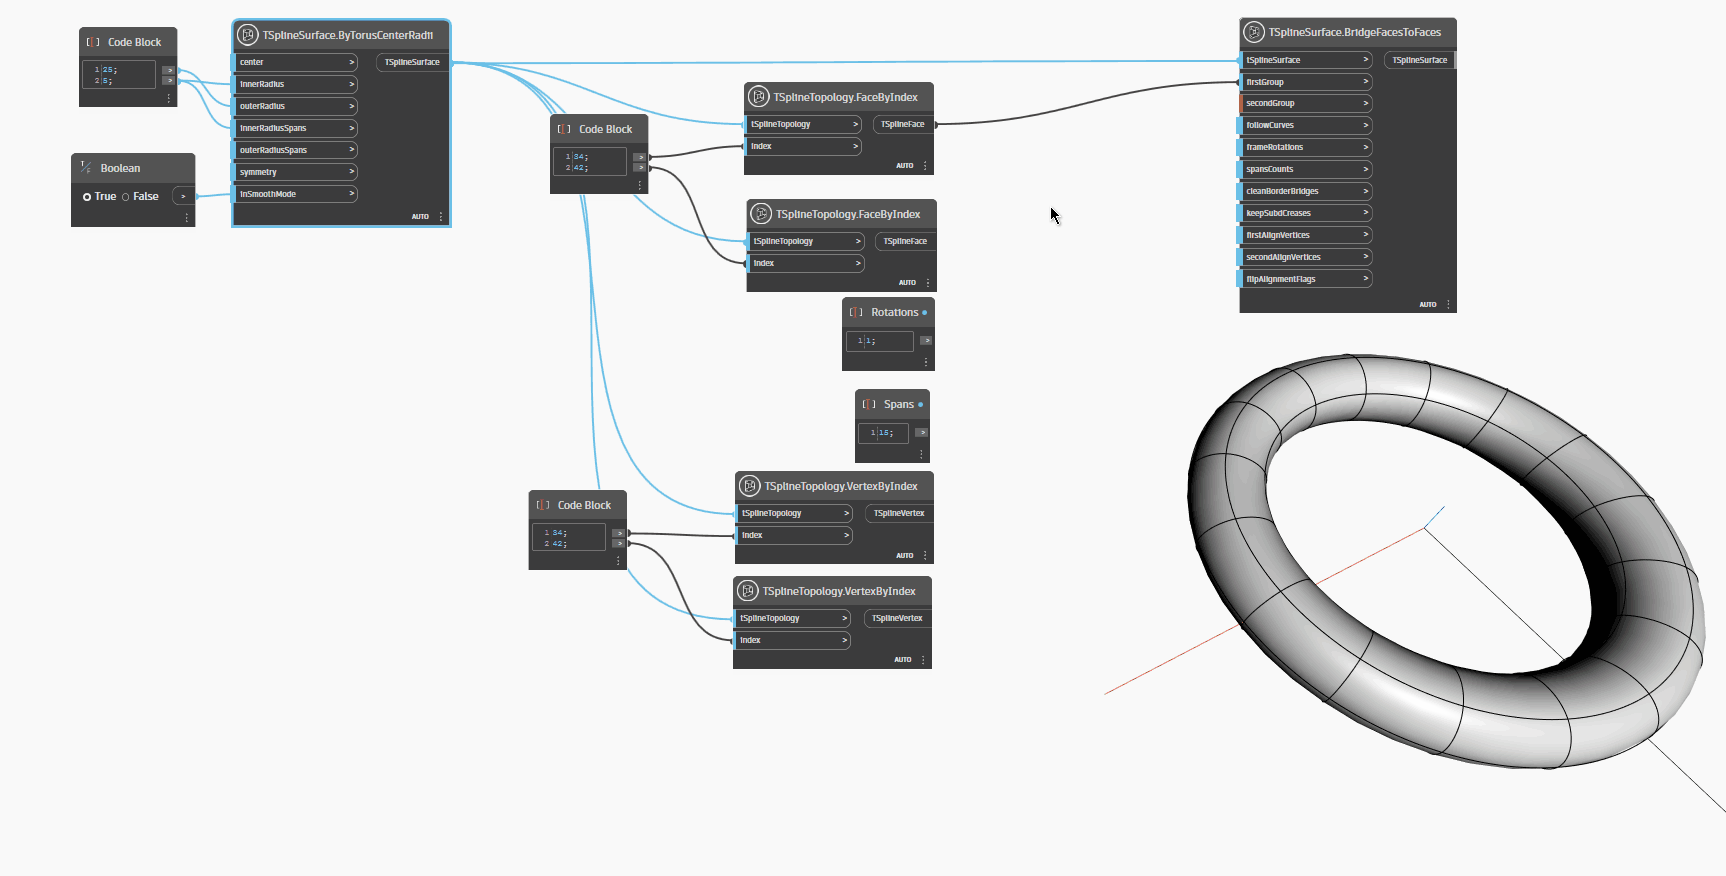 Code Block
1 25;
2 5;
>
>
Boolean
True
False
>
TSplineSurface.ByTorusCenterRadii
center >
TSplineSurface
innerRadius >
outerRadius >
innerRadiusSpans >
outerRadiusSpans >
symmetry >
inSmoothMode >
AUTO
Code Block
1 34;
2 42;
>
>
TSplineTopology.FaceByIndex
tSplineTopology >
TSplineFace
index >
AUTO
TSplineTopology.FaceByIndex
tSplineTopology >
TSplineFace
index >
AUTO
Rotations
1 1;
>
Spans
1 15;
>
Code Block
1 34;
2 42;
>
>
TSplineTopology.VertexByIndex
tSplineTopology >
TSplineVertex
index >
AUTO
TSplineTopology.VertexByIndex
tSplineTopology >
TSplineVertex
index >
AUTO
TSplineSurface.BridgeFacesToFaces
tSplineSurface >
TSplineSurface
firstGroup >
secondGroup >
followCurves >
frameRotations >
spansCounts >
cleanBorderBridges >
keepSubdCreases >
firstAlignVertices >
secondAlignVertices >
flipAlignmentFlags >
AUTO